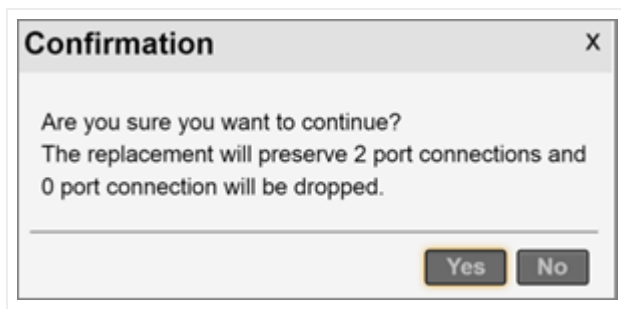 Confirmation X
Are you sure you want to continue?
The replacement will preserve 2 port connections and
0 port connection will be dropped.
Yes No